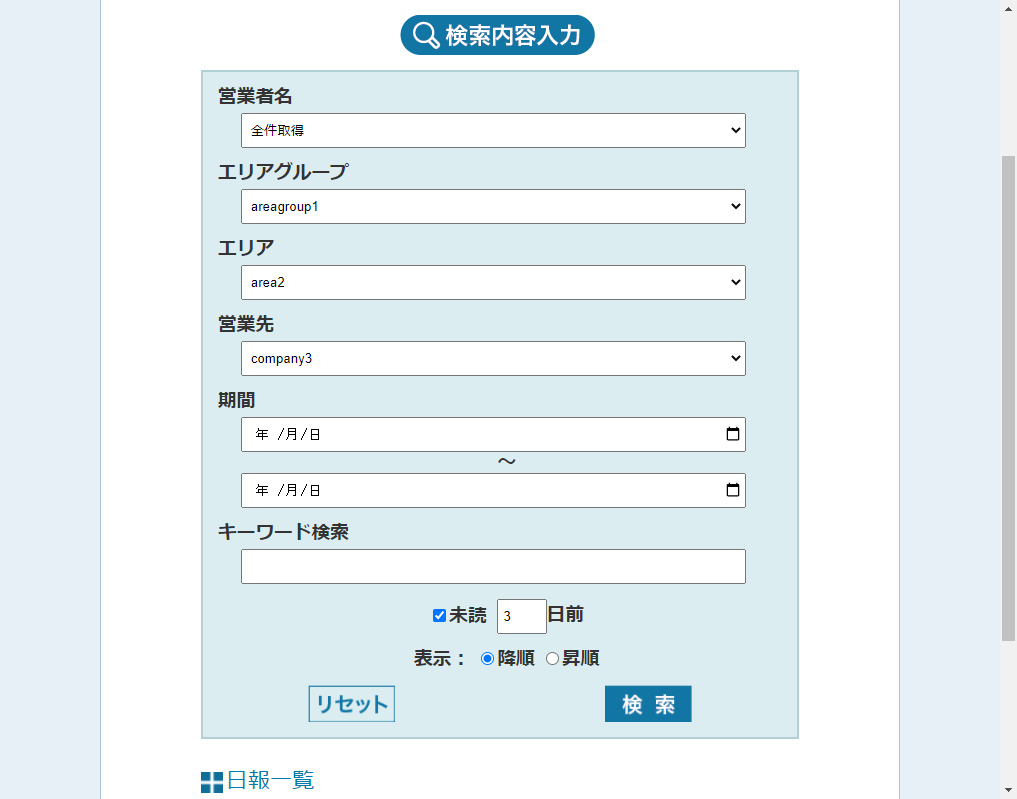 検索内容入力
営業者名
全件取得
エリアグループ
areagroup1
エリア
area2
営業先
company3
期間
年 /月/日
～
年 /月/日
キーワード検索
未読 3 日前
表示： 降順 昇順
リセット 検 索
日報一覧